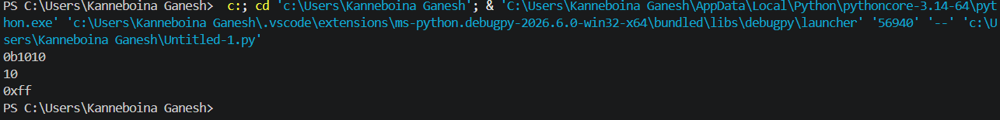 PS C:\Users\Kanneboina Ganesh>  c:; cd 'c:\Users\Kanneboina Ganesh'; & 'C:\Users\Kanneboina Ganesh\AppData\Local\Python\pythoncore-3.14-64\pyt
hon.exe' 'c:\Users\Kanneboina Ganesh\.vscode\extensions\ms-python.debugpy-2026.6.0-win32-x64\bundled\libs\debugpy\launcher' '56940' '--' 'c:\U
sers\Kanneboina Ganesh\Untitled-1.py'
0b1010
10
0xff
PS C:\Users\Kanneboina Ganesh>